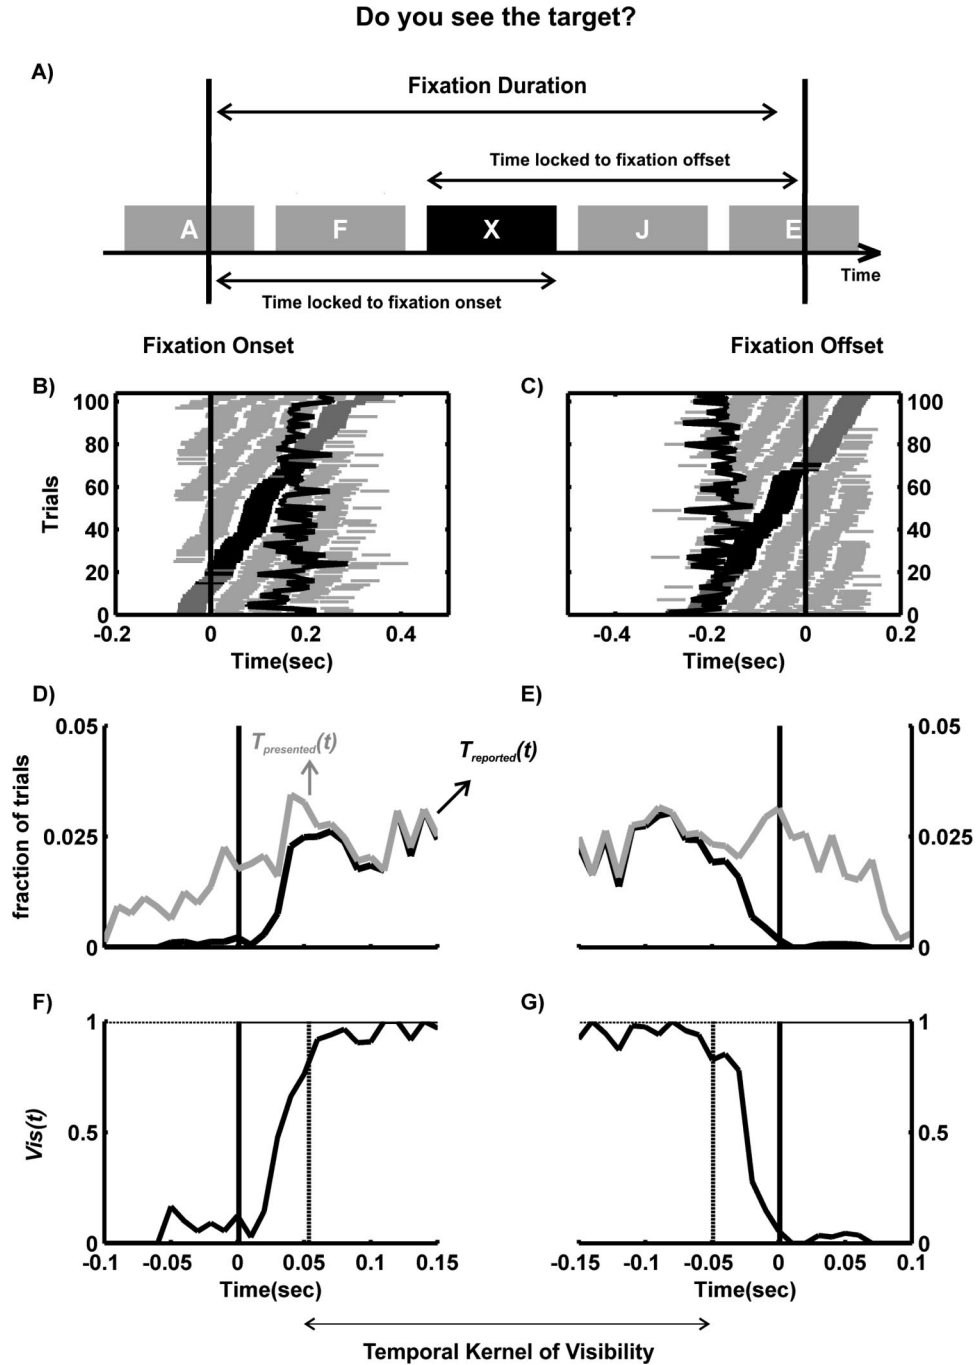 Do you see the target?
A)
Fixation Duration
Time locked to fixation offset
A F X J E
Time
Time locked to fixation onset
Fixation Onset Fixation Offset
B) C)
100 100
80 80
60 60
40 40
20 20
0 0
Trials
-0.2 0 0.2 0.4 -0.4 -0.2 0 0.2
Time(sec) Time(sec)
D) E)
0.05 0.05
Tpresented(t) Treported(t)
0.025 0.025
fraction of trials
0 0
F) G)
1 1
0.5 0.5
Vis(t)
0 0
-0.1 -0.05 0 0.05 0.1 0.15 -0.15 -0.1 -0.05 0 0.05 0.1
Time(sec) Time(sec)
Temporal Kernel of Visibility